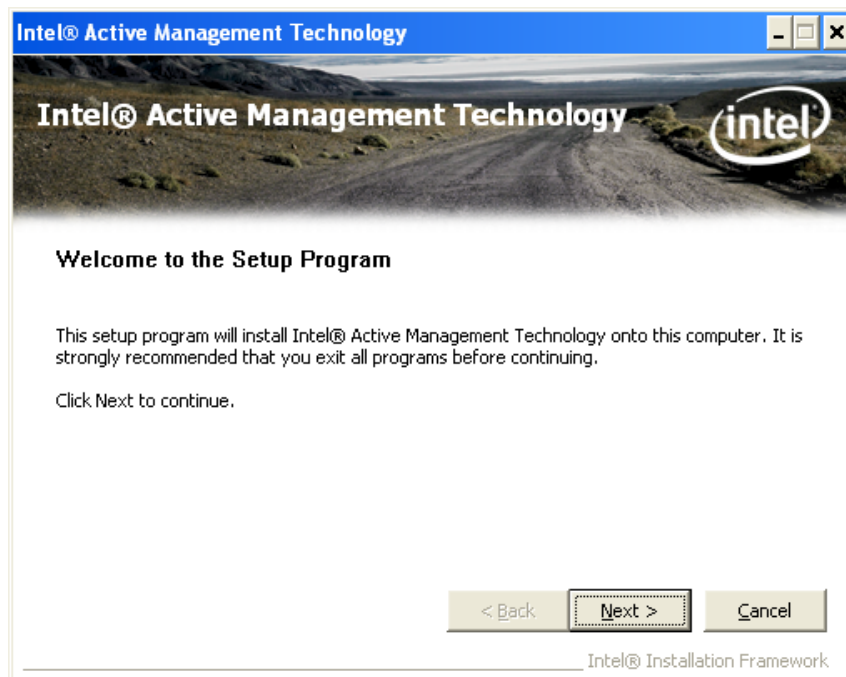 Intel® Active Management Technology
Intel® Active Management Technology
intel
Welcome to the Setup Program
This setup program will install Intel® Active Management Technology onto this computer. It is
strongly recommended that you exit all programs before continuing.
Click Next to continue.
< Back Next > Cancel
Intel® Installation Framework